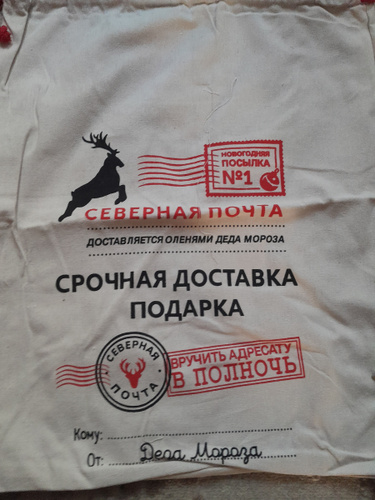 НОВОГОДНЯЯ
ПОСЫЛКА
№1
СЕВЕРНАЯ ПОЧТА
ДОСТАВЛЯЕТСЯ ОЛЕНЯМИ ДЕДА МОРОЗА
СРОЧНАЯ ДОСТАВКА
ПОДАРКА
СЕВЕРНАЯ
ПОЧТА
ВРУЧИТЬ АДРЕСАТУ
В ПОЛНОЧЬ
Кому:
От: Деда Мороза